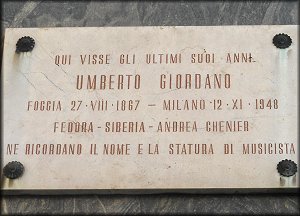 QUI VISSE GLI ULTIMI SUOI ANNI
UMBERTO GIORDANO
FOGGIA 27 · VIII · 1867 — MILANO · 12 · XI · 1948
FEDORA - SIBERIA - ANDREA CHENIER
NE RICORDANO IL NOME E LA STATURA DI MUSICISTA